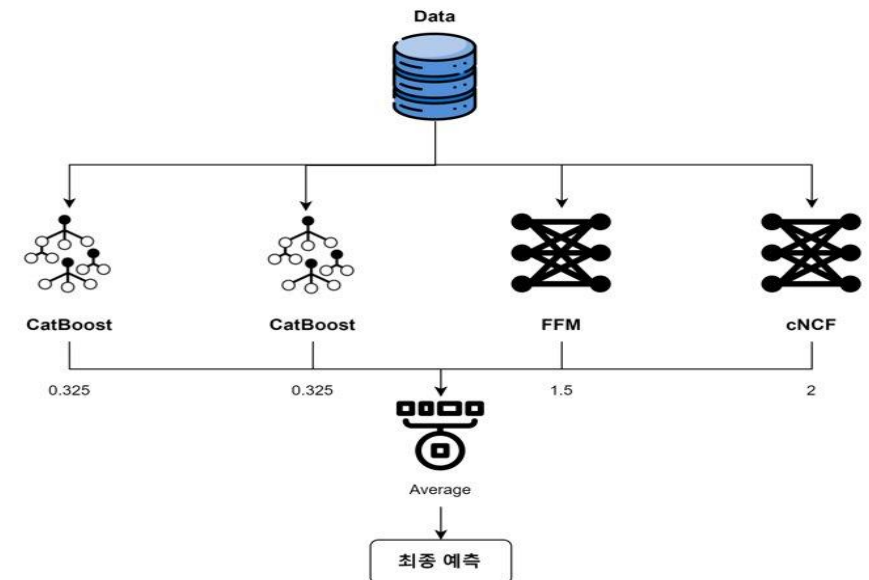 Data
CatBoost
CatBoost
FFM
cNCF
0.325
0.325
1.5
2
Average
최종 예측